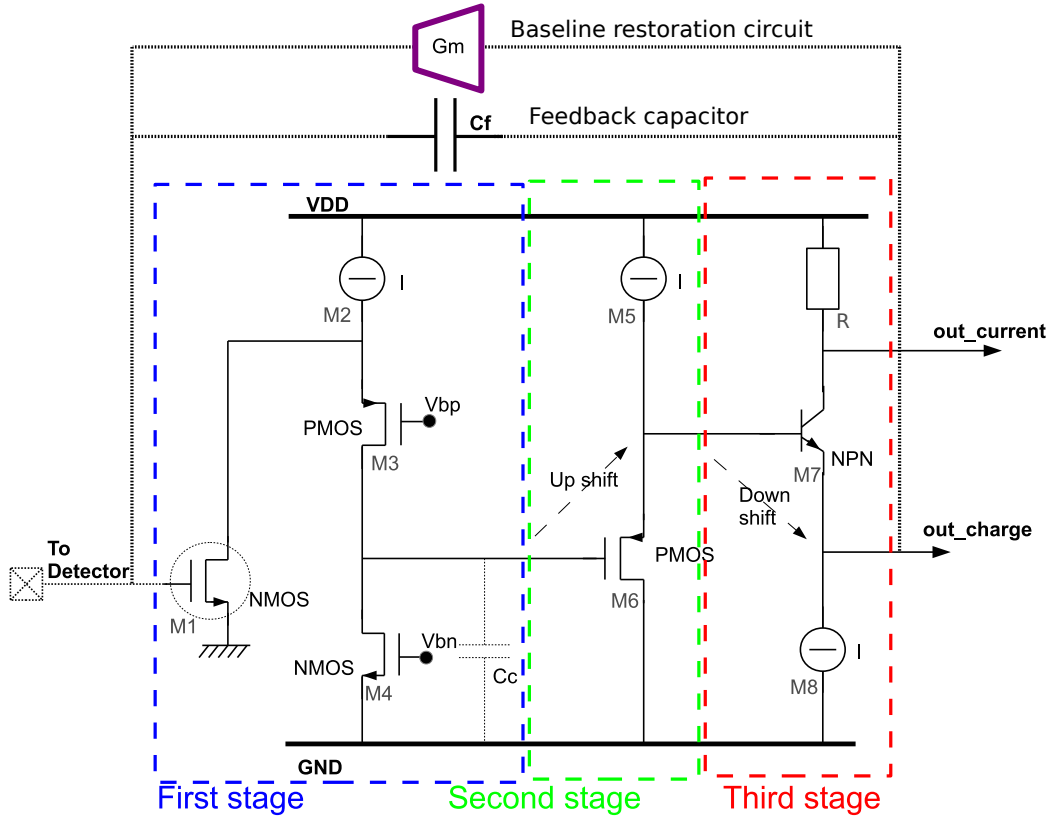 Baseline restoration circuit
Gm
Feedback capacitor
Cf
VDD
I
M2
I
M5
R
out_current
Vbp
PMOS
M3
NPN
M7
Up shift
Down
shift
out_charge
To
Detector
PMOS
NMOS
M1
M6
Vbn
NMOS
M4
Cc
I
M8
GND
First stage
Second stage
Third stage